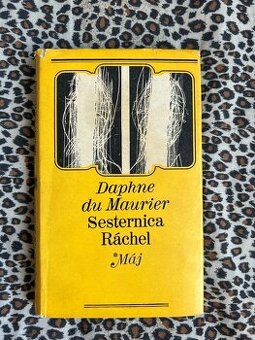 Daphne
du Maurier
Sesternica
Ráchel
Máj